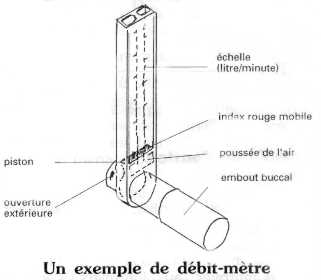 échelle
(litre/minute)
index rouge mobile
poussée de l'air
piston
embout buccal
ouverture
extérieure
Un exemple de débit-mètre